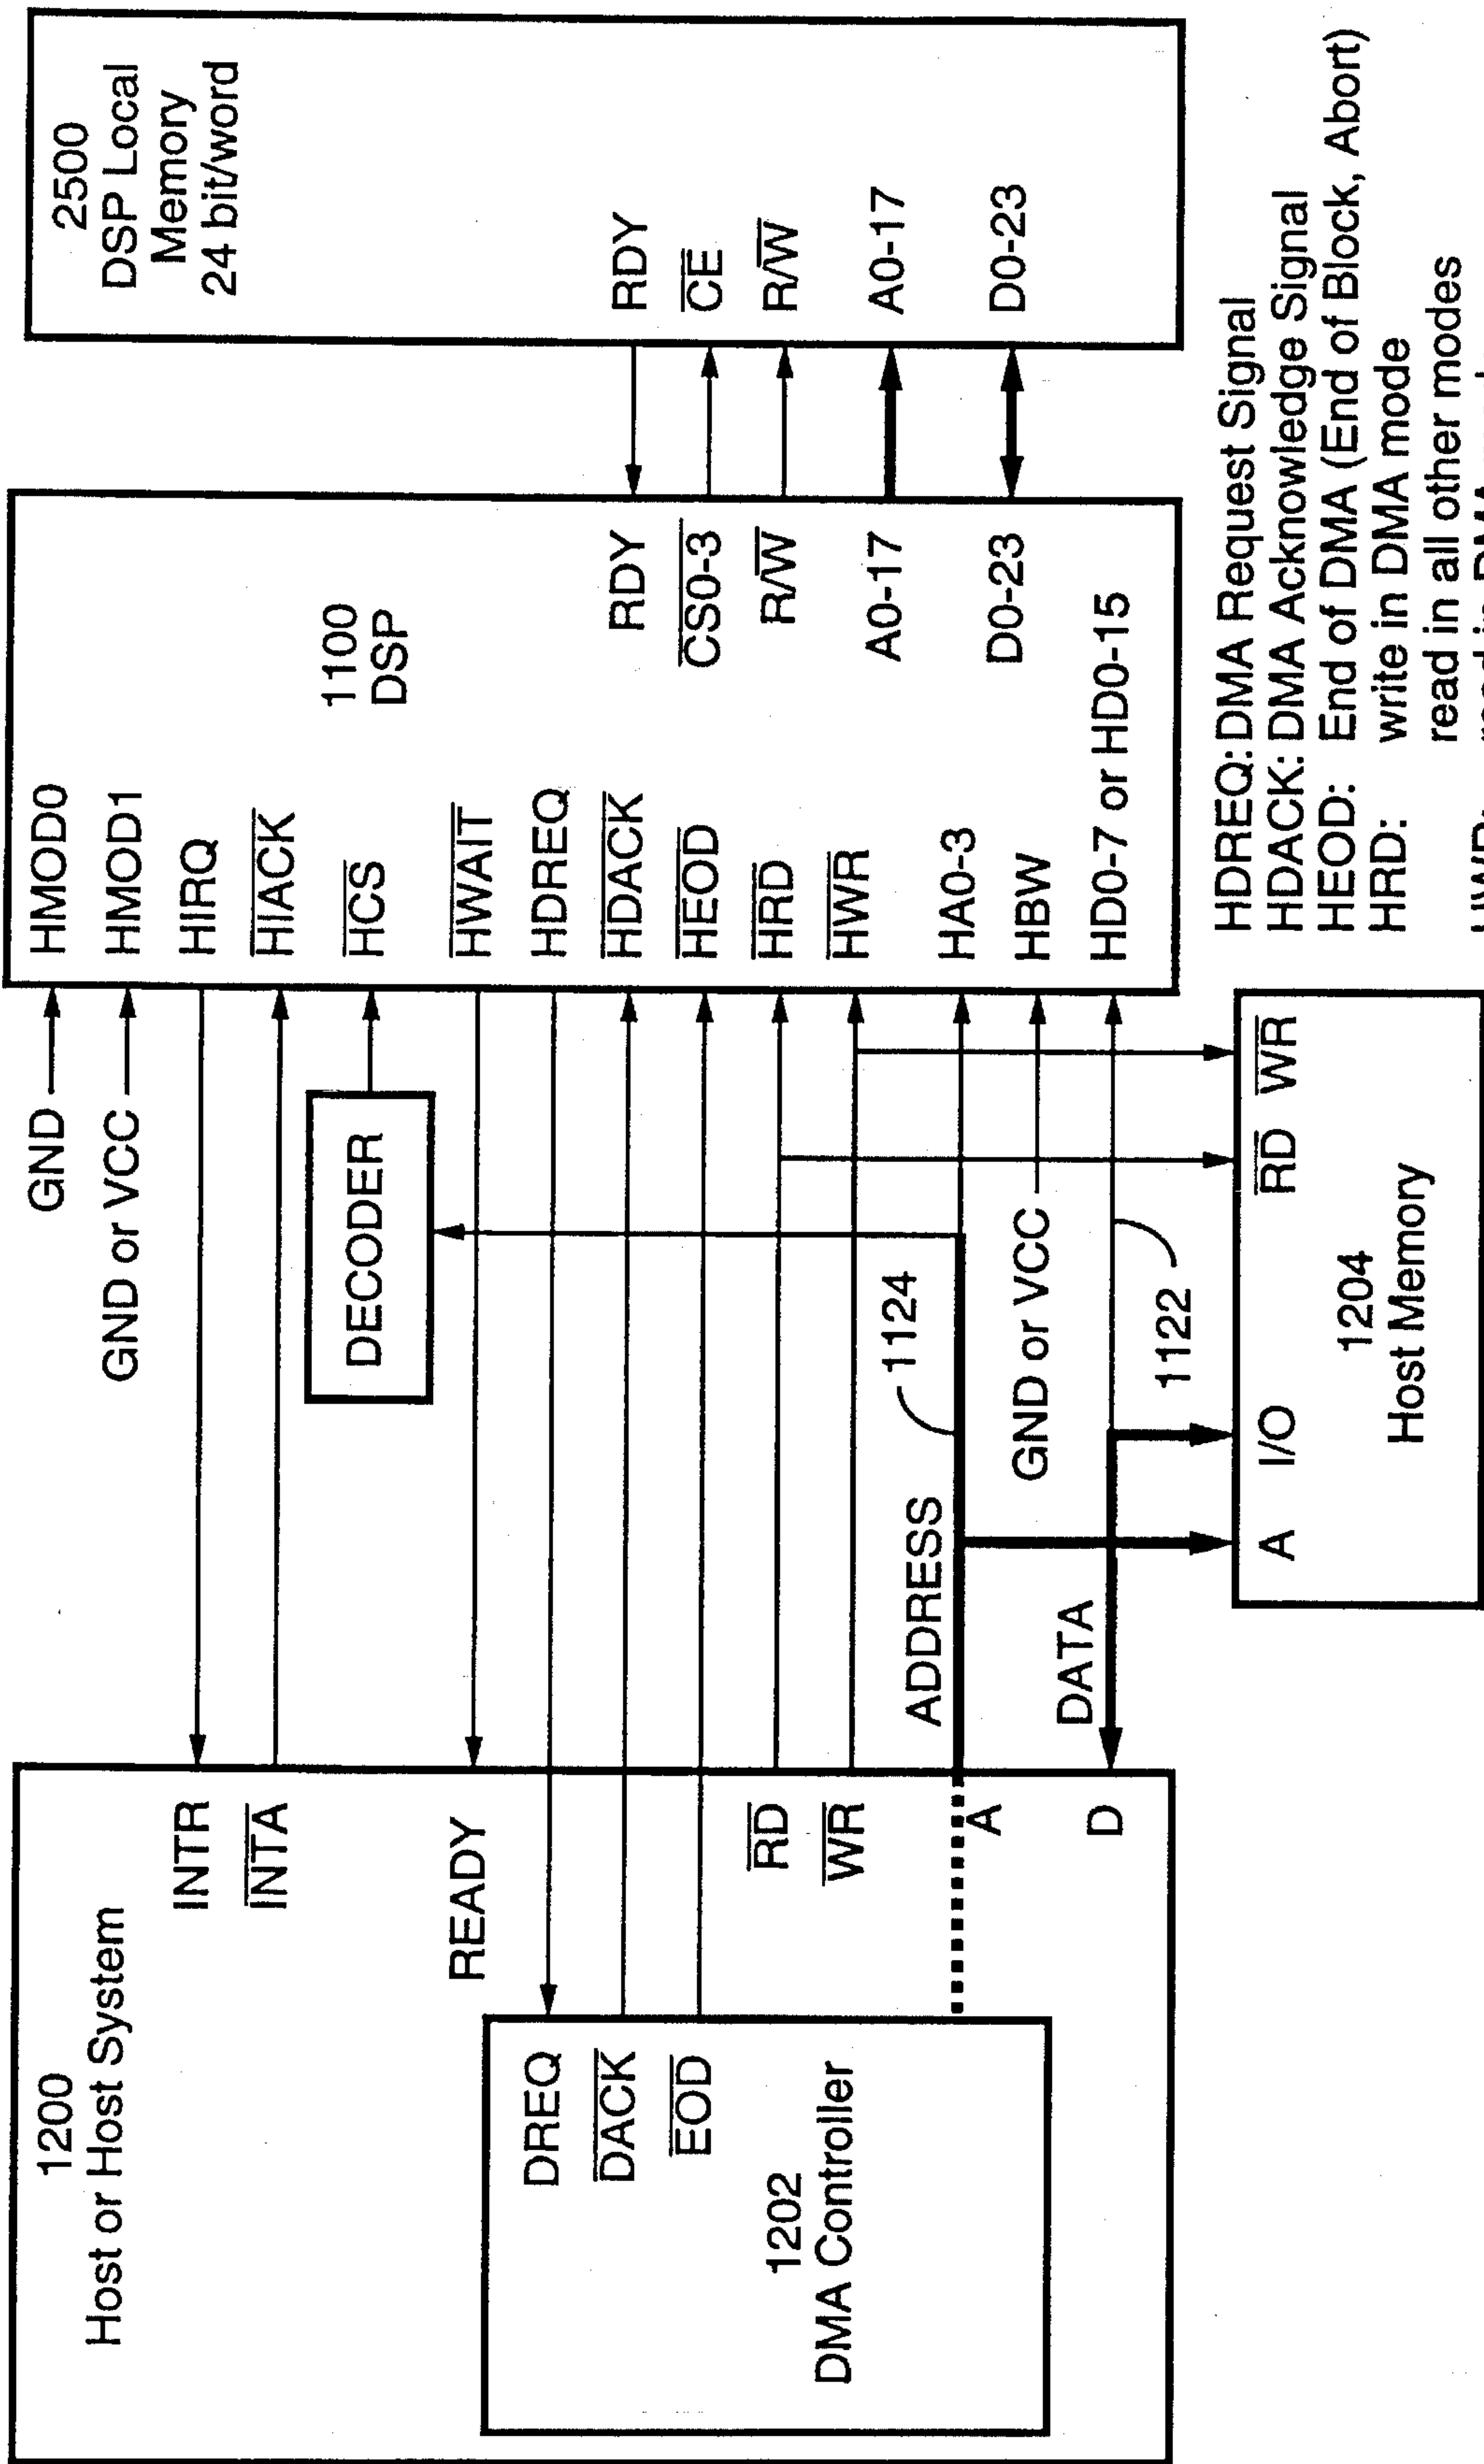 1200
Host or Host System
INTR
INTA
READY
1202
DMA Controller
DREQ
DACK
EOD
RD
WR
A
D
GND
GND or VCC
DECODER
ADDRESS
1124
GND or VCC
DATA
1122
A
I/O
RD
WR
1204
Host Memory
1100
DSP
HMOD0
HMOD1
HIRQ
HIACK
HCS
HWAIT
HDREQ
HDACK
HEOD
HRD
HWR
HA0-3
HBW
HD0-7 or HD0-15
RDY
CS0-3
R/W
A0-17
D0-23
2500
DSP Local
Memory
24 bit/word
RDY
CE
R/W
A0-17
D0-23
HDREQ: DMA Request Signal
HDACK: DMA Acknowledge Signal
HEOD: End of DMA (End of Block, Abort)
HRD: write in DMA mode
read in all other modes